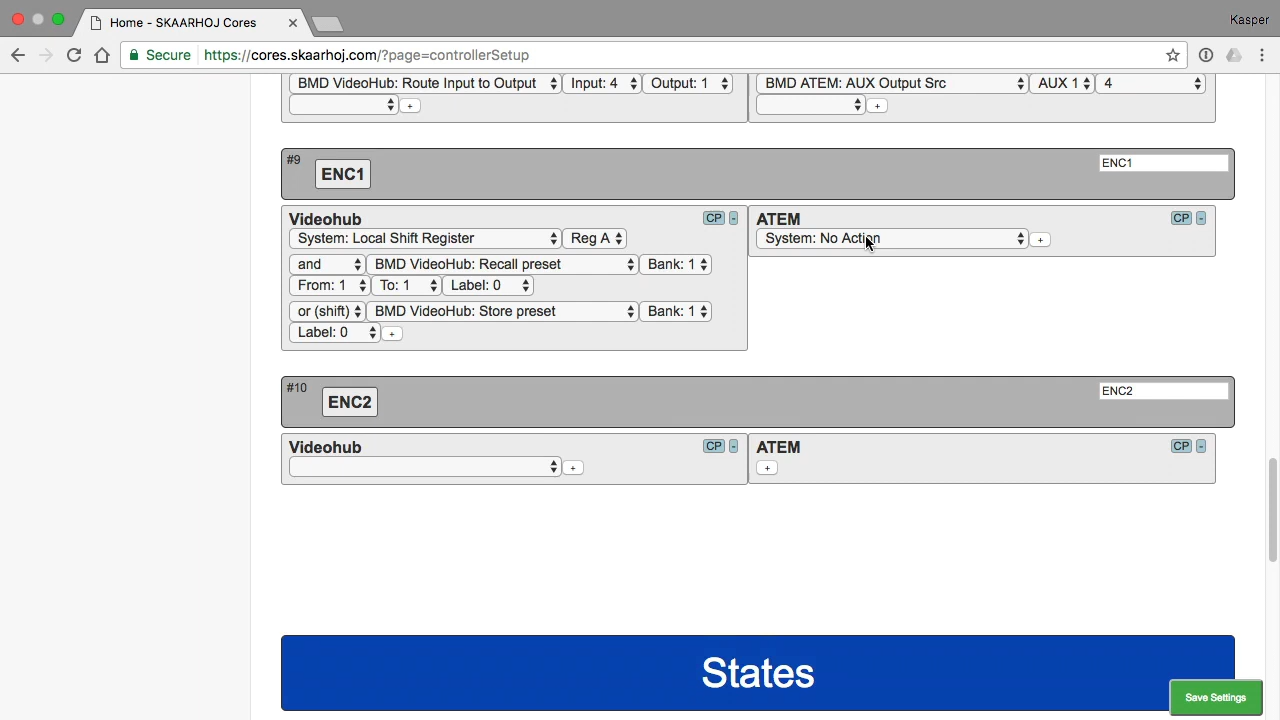 Home - SKAARHOJ Cores
Kasper
Secure https://cores.skaarhoj.com/?page=controllerSetup
BMD VideoHub: Route Input to Output Input: 4 Output: 1
+
BMD ATEM: AUX Output Src AUX 1 4
+
#9 ENC1 ENC1
Videohub CP -
System: Local Shift Register Reg A
and BMD VideoHub: Recall preset Bank: 1
From: 1 To: 1 Label: 0
or (shift) BMD VideoHub: Store preset Bank: 1
Label: 0 +
ATEM CP -
System: No Action +
#10 ENC2 ENC2
Videohub CP -
+
ATEM CP -
+
States
Save Settings